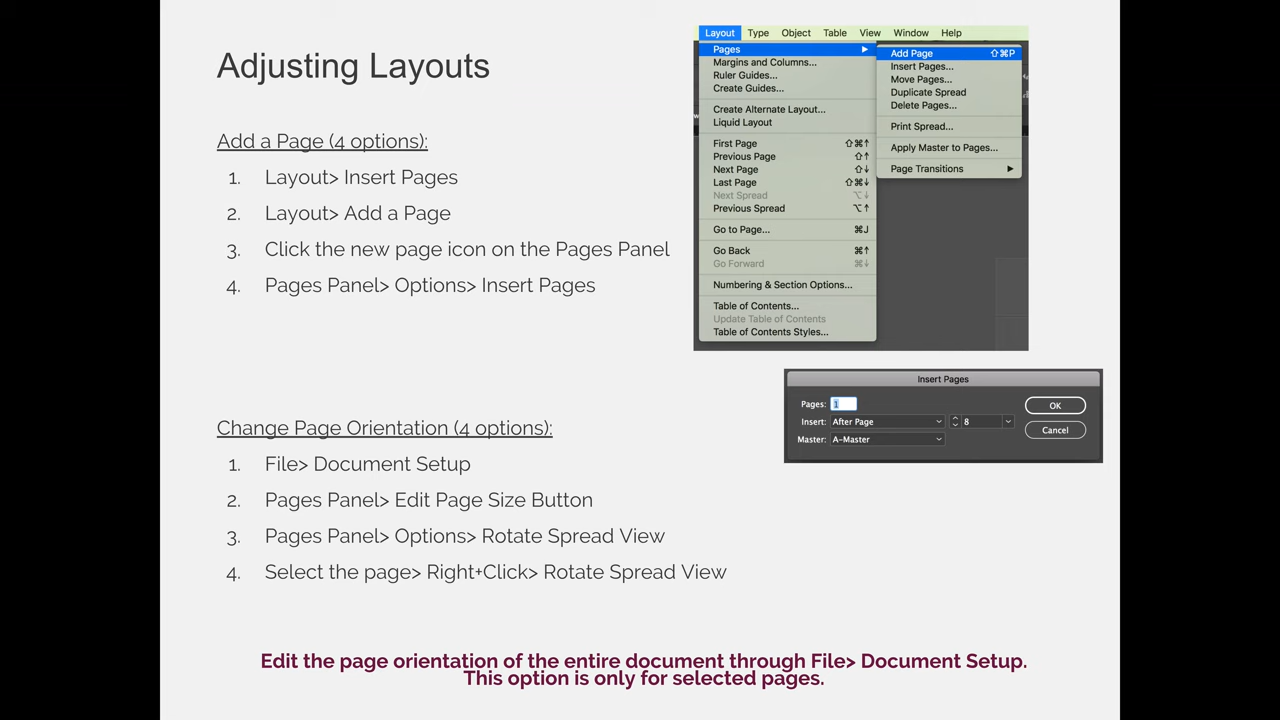 Adjusting Layouts
Add a Page (4 options):
1. Layout> Insert Pages
2. Layout> Add a Page
3. Click the new page icon on the Pages Panel
4. Pages Panel> Options> Insert Pages
Change Page Orientation (4 options):
1. File> Document Setup
2. Pages Panel> Edit Page Size Button
3. Pages Panel> Options> Rotate Spread View
4. Select the page> Right+Click> Rotate Spread View
Edit the page orientation of the entire document through File> Document Setup.
This option is only for selected pages.
Layout Type Object Table View Window Help
Pages ▶
Margins and Columns...
Ruler Guides...
Create Guides...
Create Alternate Layout...
Liquid Layout
First Page ⇧⌘↑
Previous Page ⇧↑
Next Page ⇧↓
Last Page ⇧⌘↓
Next Spread ⌥↓
Previous Spread ⌥↑
Go to Page... ⌘J
Go Back ⌘↑
Go Forward ⌘↓
Numbering & Section Options...
Table of Contents...
Update Table of Contents
Table of Contents Styles...
Add Page ⇧⌘P
Insert Pages...
Move Pages...
Duplicate Spread
Delete Pages...
Print Spread...
Apply Master to Pages...
Page Transitions ▶
Insert Pages
Pages: 1
Insert: After Page 8
Master: A-Master
OK
Cancel